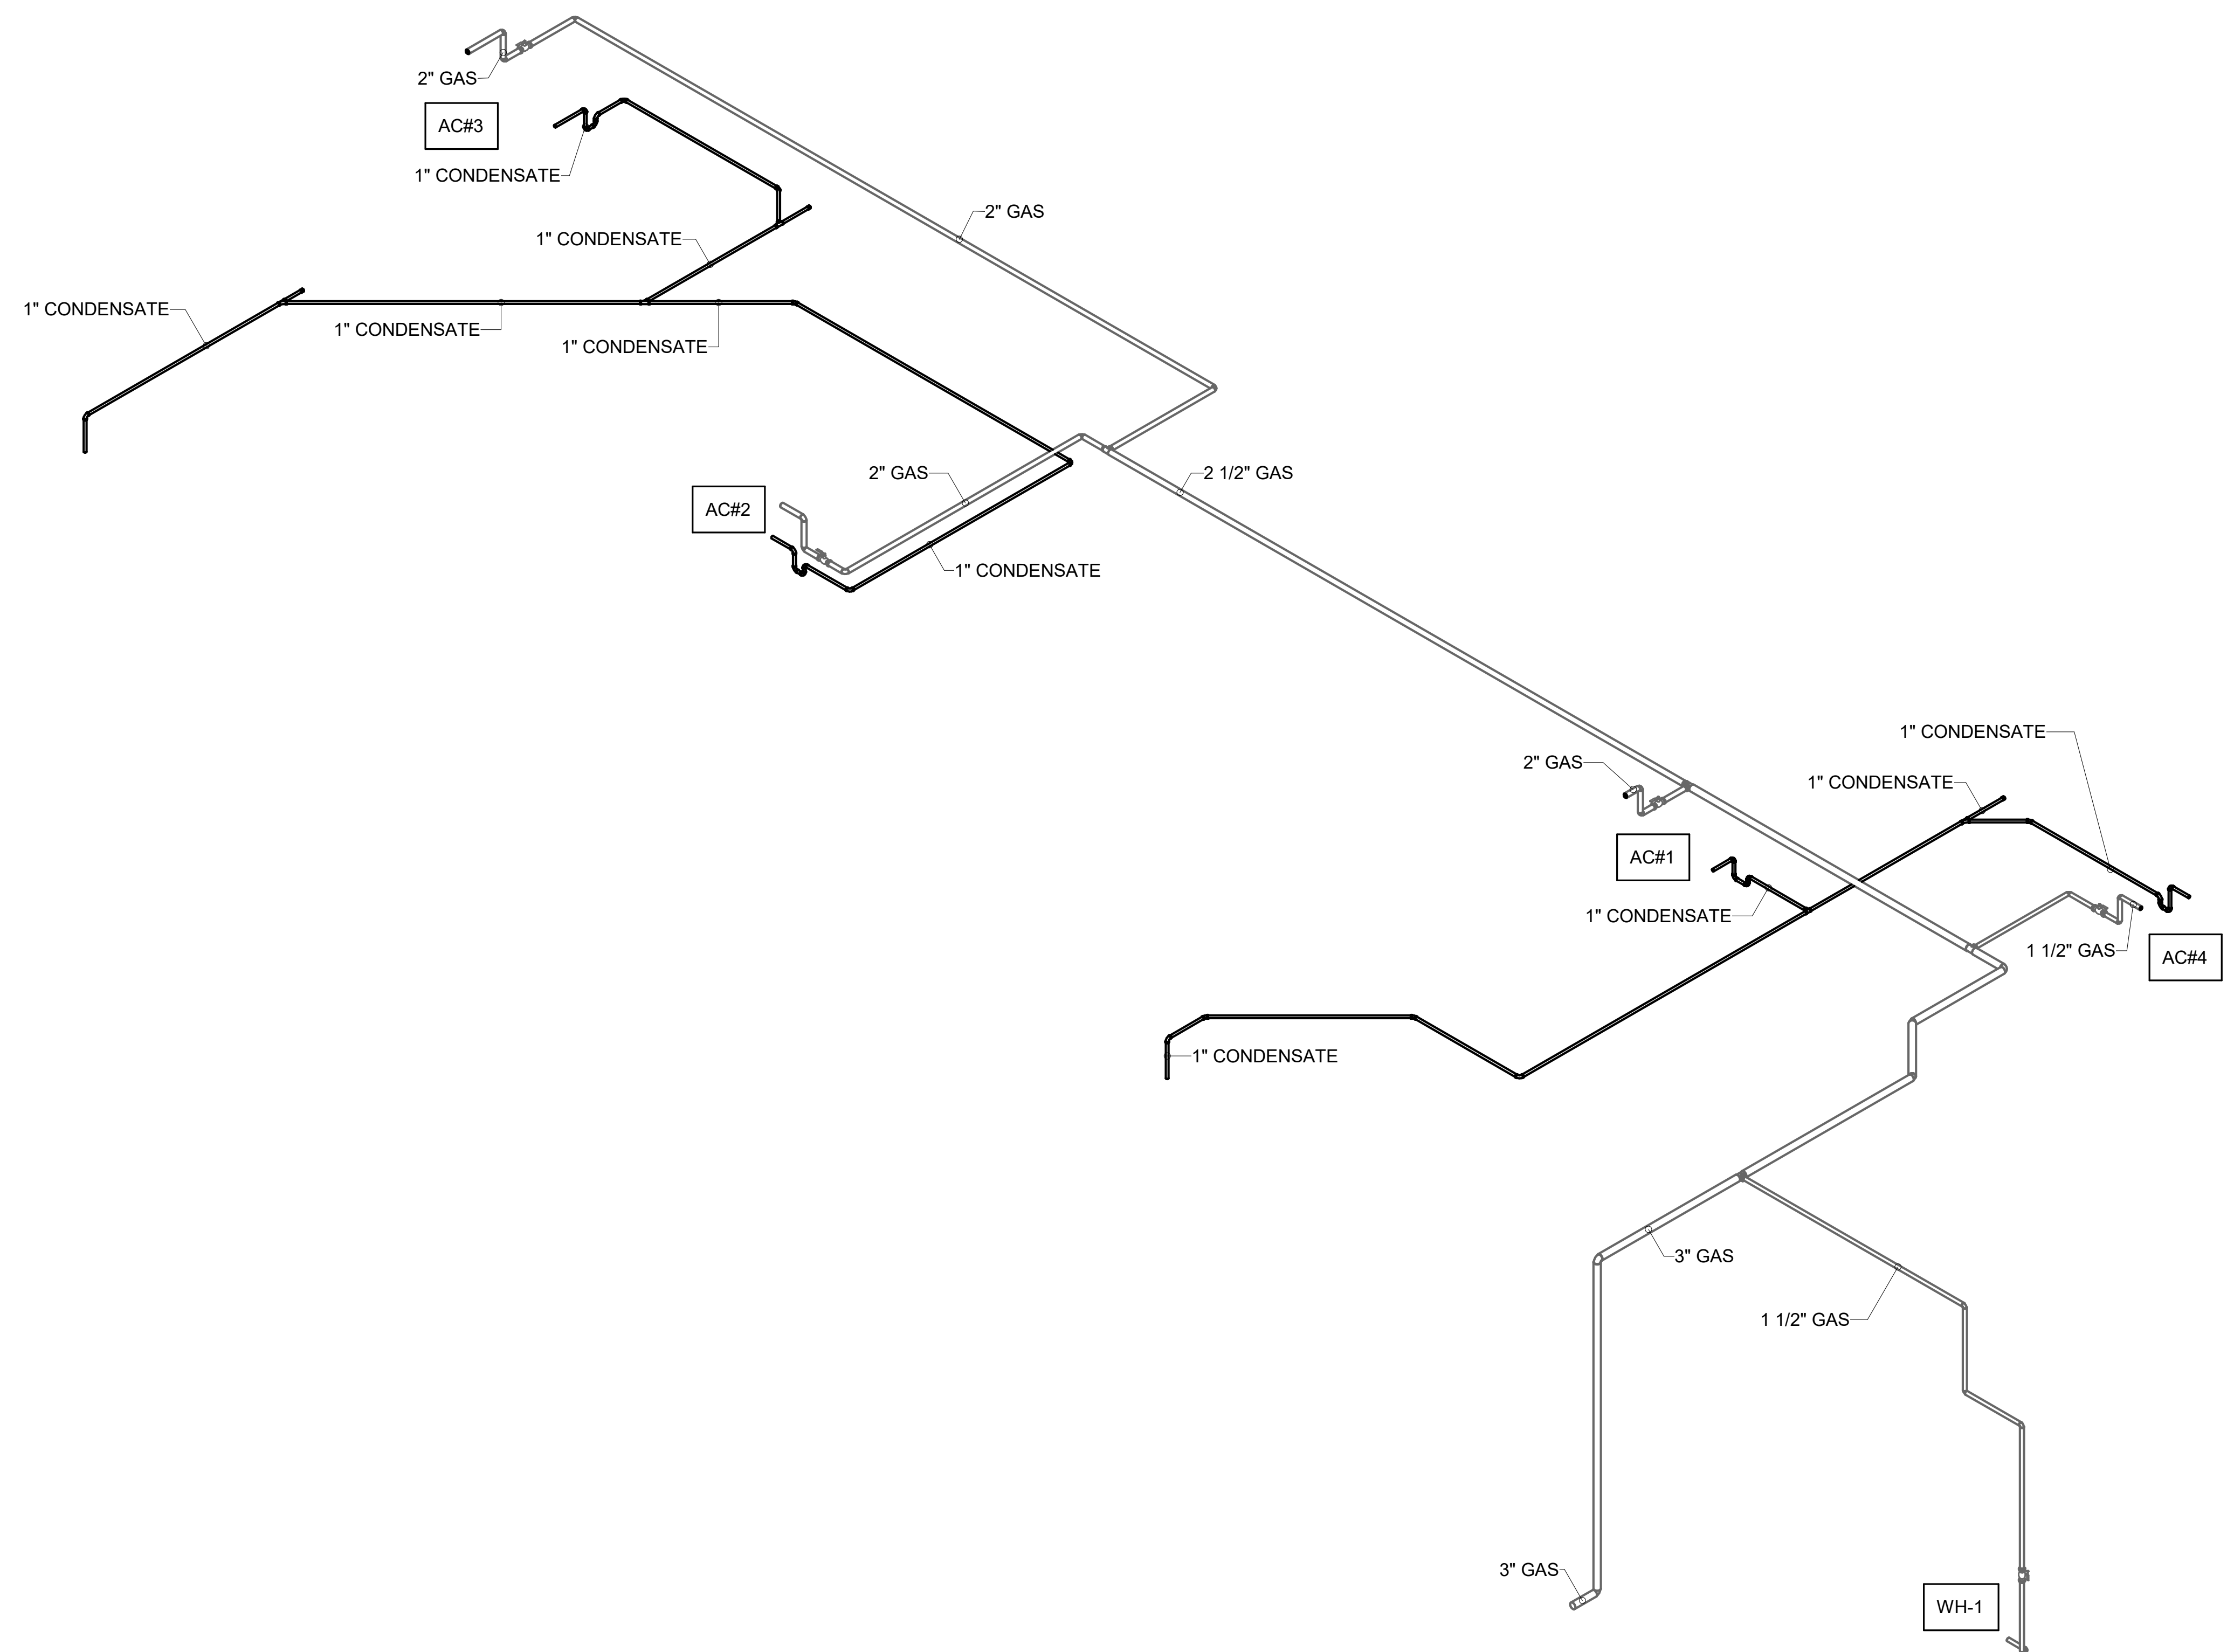 2" GAS
AC#3
1" CONDENSATE
2" GAS
1" CONDENSATE
1" CONDENSATE
1" CONDENSATE
1" CONDENSATE
2" GAS
2 1/2" GAS
AC#2
1" CONDENSATE
1" CONDENSATE
2" GAS
1" CONDENSATE
AC#1
1" CONDENSATE
1 1/2" GAS
AC#4
1" CONDENSATE
3" GAS
1 1/2" GAS
3" GAS
WH-1